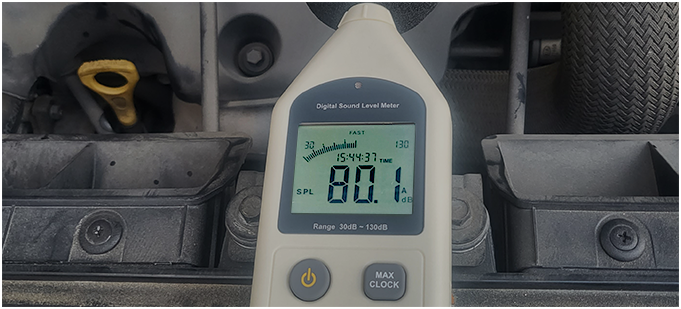 Digital Sound Level Meter
FAST
30 130
15:44:37 TIME
SPL 80.1 A
dB
Range 30dB ~ 130dB
MAX
CLOCK